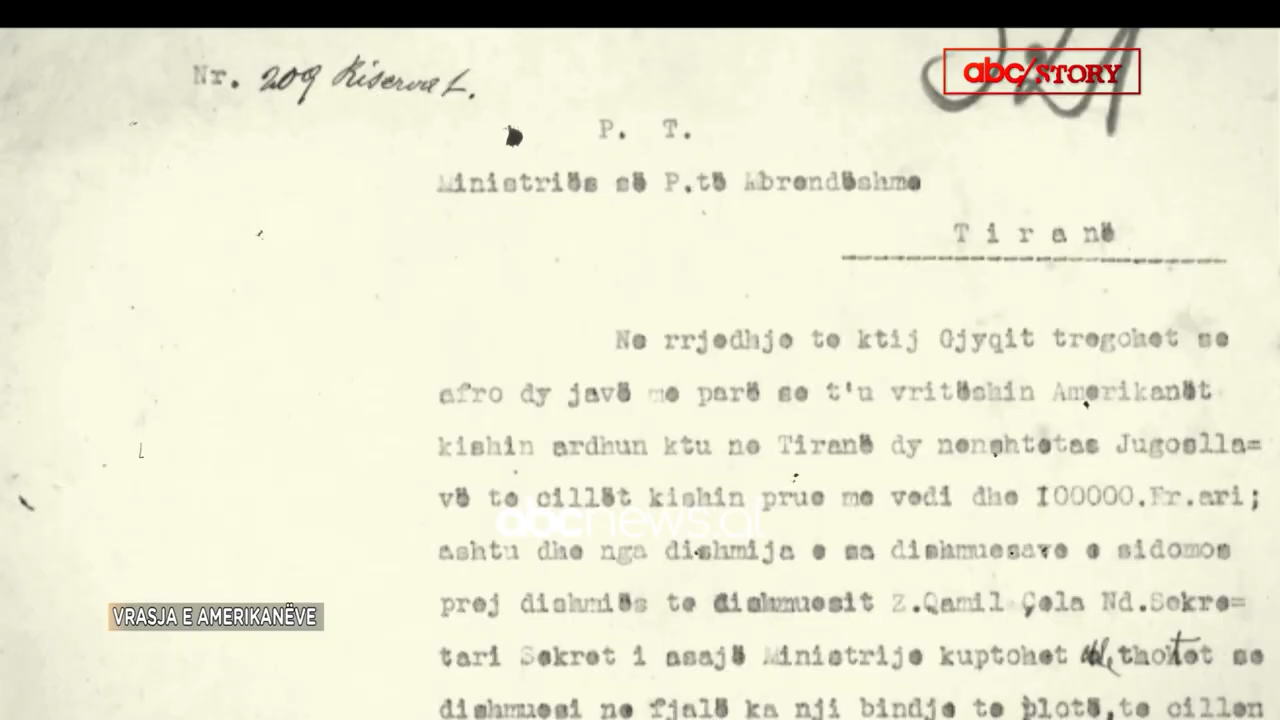 abc/STORY
Nr. 209 Riservat.
P. T.
Ministriës së P.të Mbrendëshme
Tiranë
Ne rrjedhje te ktij Gjyqit tregohet se
afro dy javë me parë se t'u vritëshin Amerikanët
kishin ardhun ktu ne Tiranë dy nenshtetas Jugoslla=
vë te cillët kishin prue me vedi dhe I00000.Fr.ari;
abcnews.al
ashtu dhe nga dishmija e sa dishmuesave e sidomos
prej dishmiës te dishmuesit Z.Qamil Çela Nd.Sekre=
VRASJA E AMERIKANËVE
tari Sekret i asajë Ministrije kuptohet thohet se
dishmuesi ne fjalë ka nji bindje te plotë,te cillen